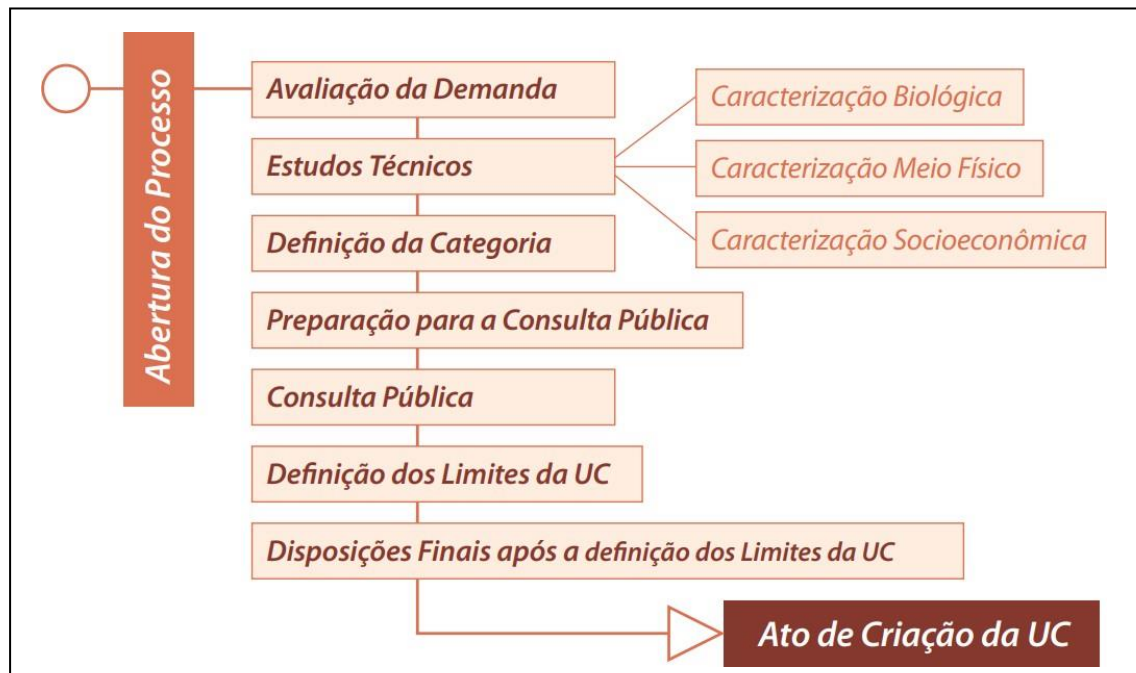 Abertura do Processo
Avaliação da Demanda
Estudos Técnicos
Caracterização Biológica
Caracterização Meio Físico
Caracterização Socioeconômica
Definição da Categoria
Preparação para a Consulta Pública
Consulta Pública
Definição dos Limites da UC
Disposições Finais após a definição dos Limites da UC
Ato de Criação da UC